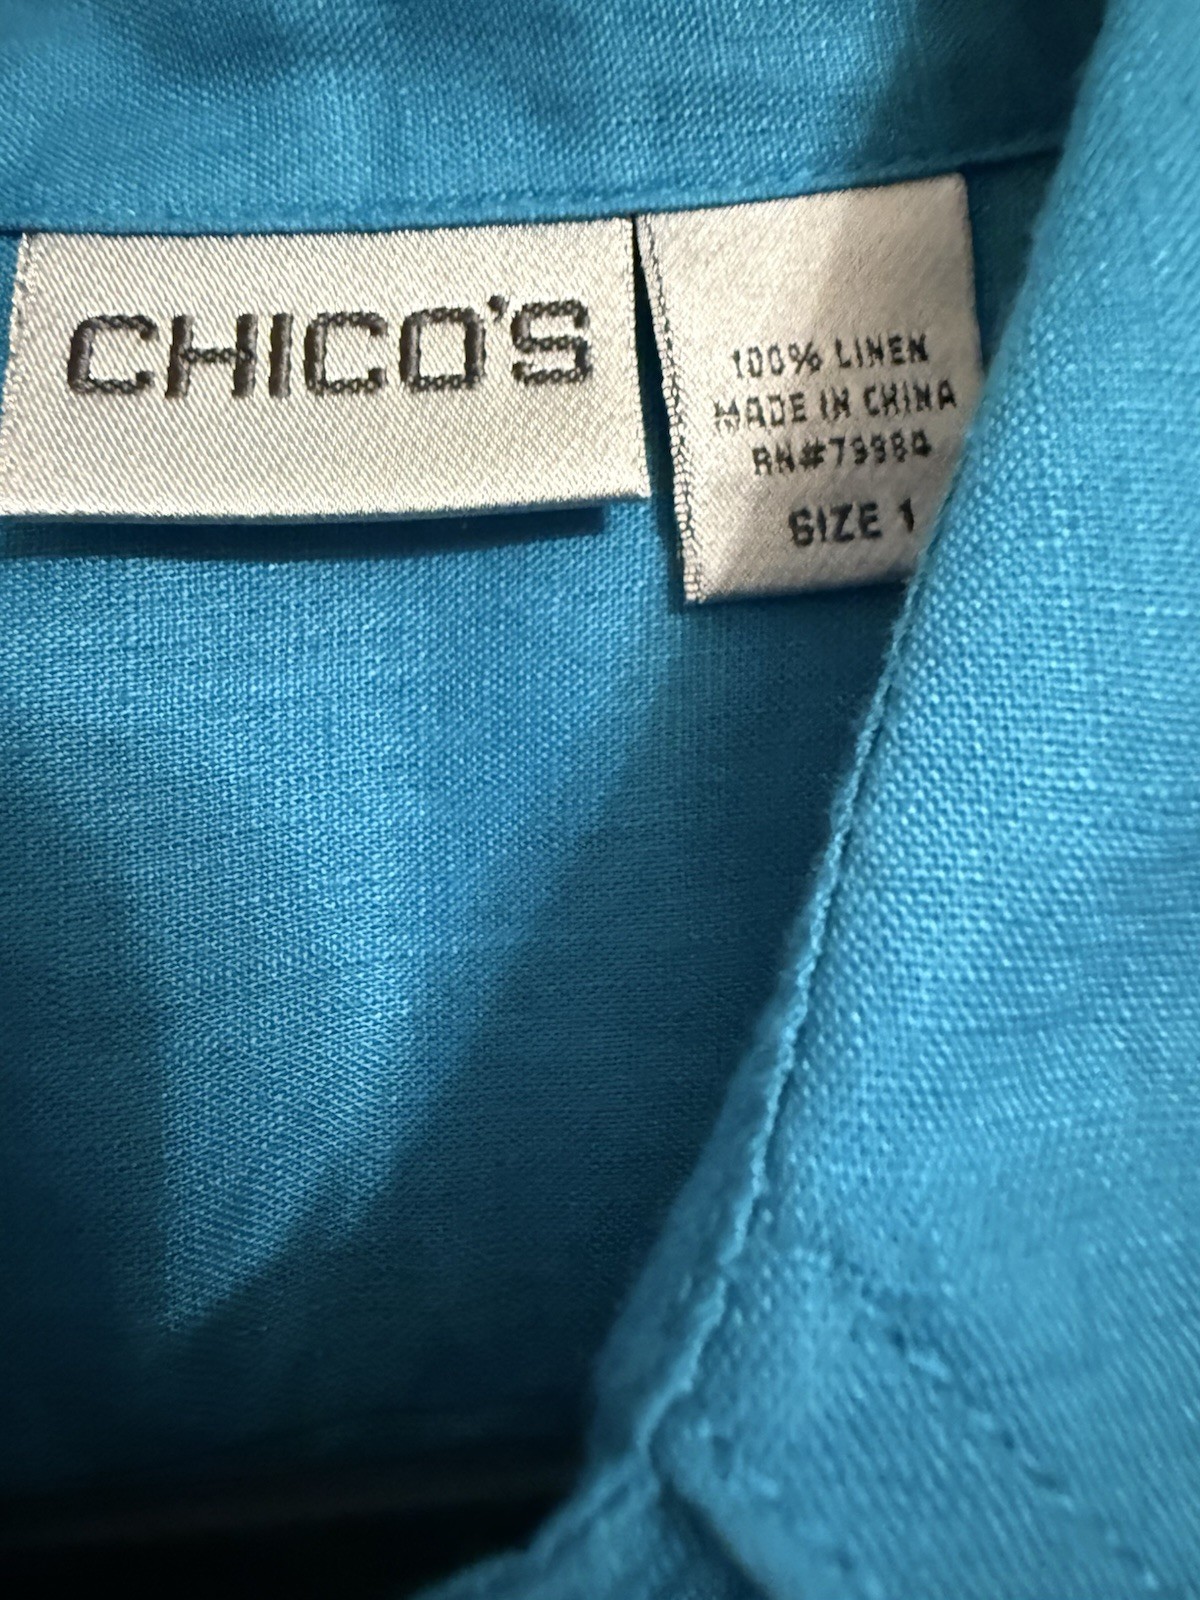 CHICO'S
100% LINEN
MADE IN CHINA
RN#79984
SIZE 1